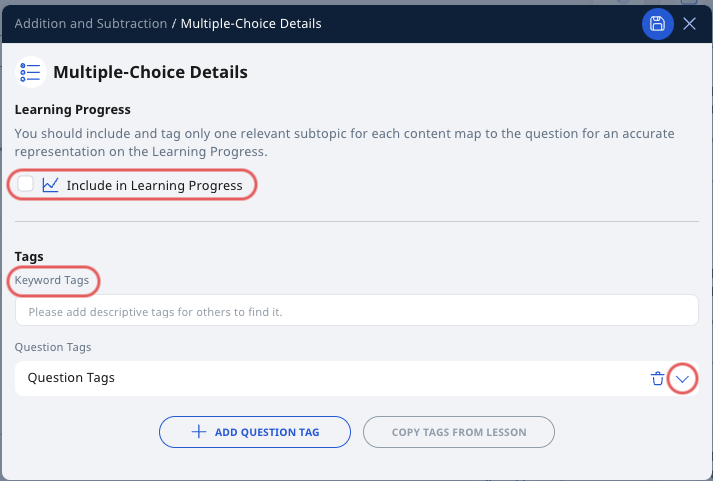 Addition and Subtraction / Multiple-Choice Details
Multiple-Choice Details
Learning Progress
You should include and tag only one relevant subtopic for each content map to the question for an accurate
representation on the Learning Progress.
Include in Learning Progress
Tags
Keyword Tags
Please add descriptive tags for others to find it.
Question Tags
Question Tags
ADD QUESTION TAG
COPY TAGS FROM LESSON